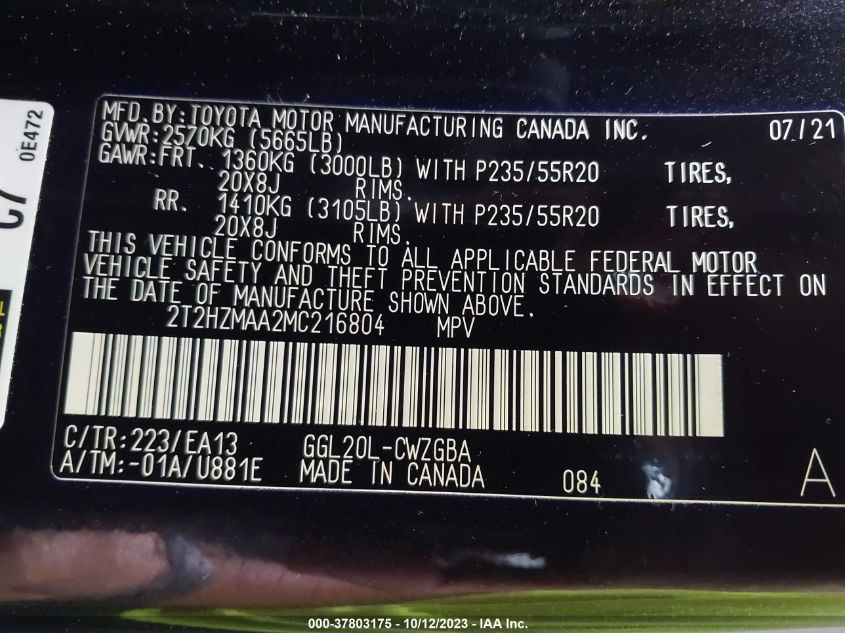 0E472
C7
MFD.BY:TOYOTA MOTOR MANUFACTURING CANADA INC. 07/21
GVWR:2570KG (5665LB)
GAWR:FRT. 1360KG (3000LB) WITH P235/55R20 TIRES,
20X8J RIMS.
RR. 1410KG (3105LB) WITH P235/55R20 TIRES,
20X8J RIMS.
THIS VEHICLE CONFORMS TO ALL APPLICABLE FEDERAL MOTOR
VEHICLE SAFETY AND THEFT PREVENTION STANDARDS IN EFFECT ON
THE DATE OF MANUFACTURE SHOWN ABOVE.
2T2HZMAA2MC216804 MPV
C/TR:223/EA13 GGL20L-CWZGBA
A/TM:-01A/U881E MADE IN CANADA 084 A
000-37803175 - 10/12/2023 - IAA Inc.